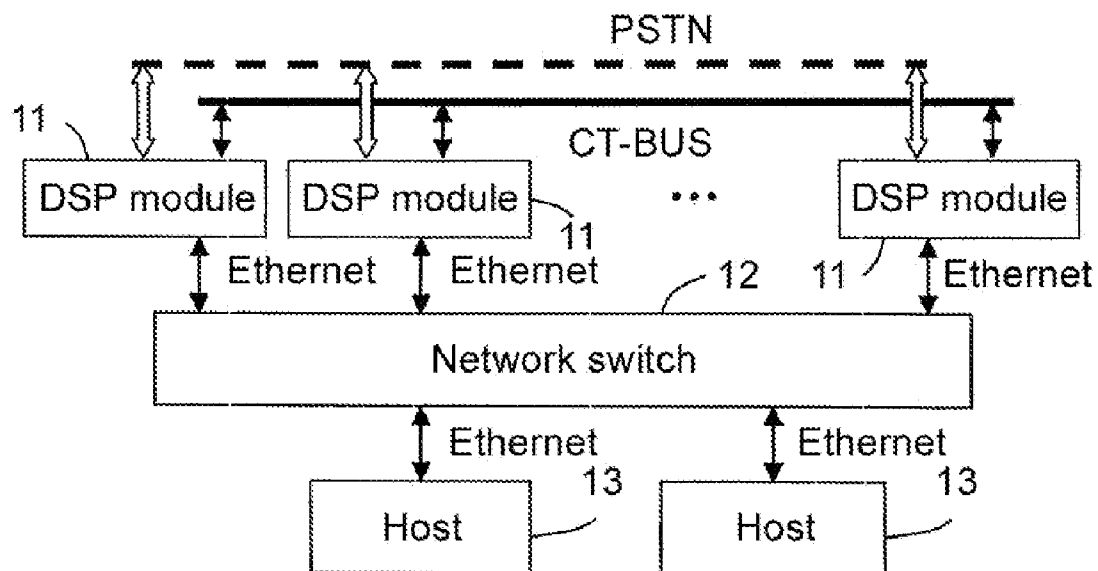 PSTN
CT-BUS
11
DSP module
DSP module
...
DSP module
11
11
Ethernet
Ethernet
12
Ethernet
Network switch
Ethernet
Ethernet
13
13
Host
Host